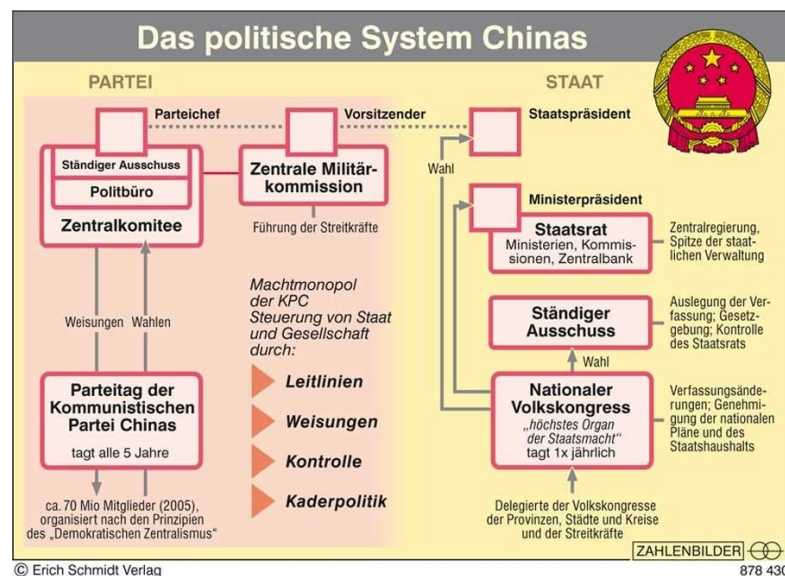 Das politische System Chinas
PARTEI
STAAT
Parteichef
Vorsitzender
Staatspräsident
Ständiger Ausschuss
Politbüro
Zentralkomitee
Zentrale Militär-
kommission
Führung der Streitkräfte
Wahl
Ministerpräsident
Staatsrat
Ministerien, Kommis-
sionen, Zentralbank
Zentralregierung,
Spitze der staat-
lichen Verwaltung
Weisungen
Wahlen
Machtmonopol
der KPC
Steuerung von Staat
und Gesellschaft
durch:
Leitlinien
Weisungen
Kontrolle
Kaderpolitik
Ständiger
Ausschuss
Auslegung der Ver-
fassung; Gesetz-
gebung; Kontrolle
des Staatsrats
Wahl
Parteitag der
Kommunistischen
Partei Chinas
tagt alle 5 Jahre
Nationaler
Volkskongress
„höchstes Organ
der Staatsmacht“
tagt 1x jährlich
Verfassungsände-
rungen; Genehmi-
gung der nationalen
Pläne und des
Staatshaushalts
ca. 70 Mio Mitglieder (2005),
organisiert nach den Prinzipien
des „Demokratischen Zentralismus“
Delegierte der Volkskongresse
der Provinzen, Städte und Kreise
und der Streitkräfte
ZAHLENBILDER
© Erich Schmidt Verlag
878 430